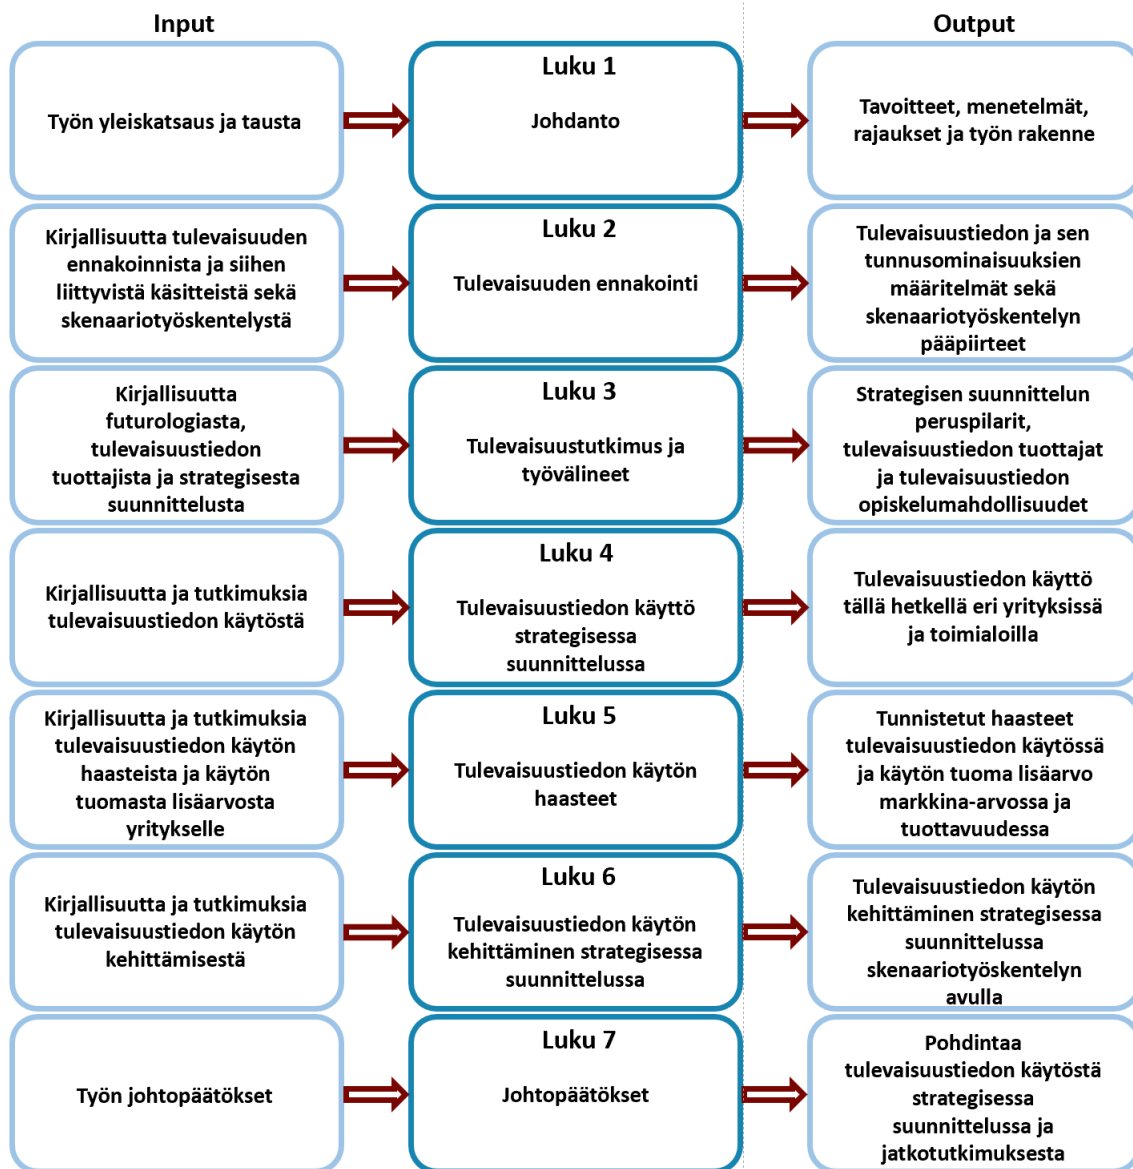 Input
Output
Työn yleiskatsaus ja tausta
Luku 1
Johdanto
Tavoitteet, menetelmät,
rajaukset ja työn rakenne
Kirjallisuutta tulevaisuuden
ennakoinnista ja siihen
liittyvistä käsitteistä sekä
skenaariotyöskentelystä
Luku 2
Tulevaisuuden ennakointi
Tulevaisuustiedon ja sen
tunnusominaisuuksien
määritelmät sekä
skenaariotyöskentelyn
pääpiirteet
Kirjallisuutta
futurologiasta,
tulevaisuustiedon
tuottajista ja strategisesta
suunnittelusta
Luku 3
Tulevaisuustutkimus ja
työvälineet
Strategisen suunnittelun
peruspilarit,
tulevaisuustiedon tuottajat
ja tulevaisuustiedon
opiskelumahdollisuudet
Kirjallisuutta ja tutkimuksia
tulevaisuustiedon käytöstä
Luku 4
Tulevaisuustiedon käyttö
strategisessa
suunnittelussa
Tulevaisuustiedon käyttö
tällä hetkellä eri yrityksissä
ja toimialoilla
Kirjallisuutta ja tutkimuksia
tulevaisuustiedon käytön
haasteista ja käytön
tuomasta lisäarvosta
yritykselle
Luku 5
Tulevaisuustiedon käytön
haasteet
Tunnistetut haasteet
tulevaisuustiedon käytössä
ja käytön tuoma lisäarvo
markkina-arvossa ja
tuottavuudessa
Kirjallisuutta ja tutkimuksia
tulevaisuustiedon käytön
kehittämisestä
Luku 6
Tulevaisuustiedon käytön
kehittäminen strategisessa
suunnittelussa
Tulevaisuustiedon käytön
kehittäminen strategisessa
suunnittelussa
skenaariotyöskentelyn
avulla
Työn johtopäätökset
Luku 7
Johtopäätökset
Pohdintaa
tulevaisuustiedon käytöstä
strategisessa
suunnittelussa ja
jatkotutkimuksesta